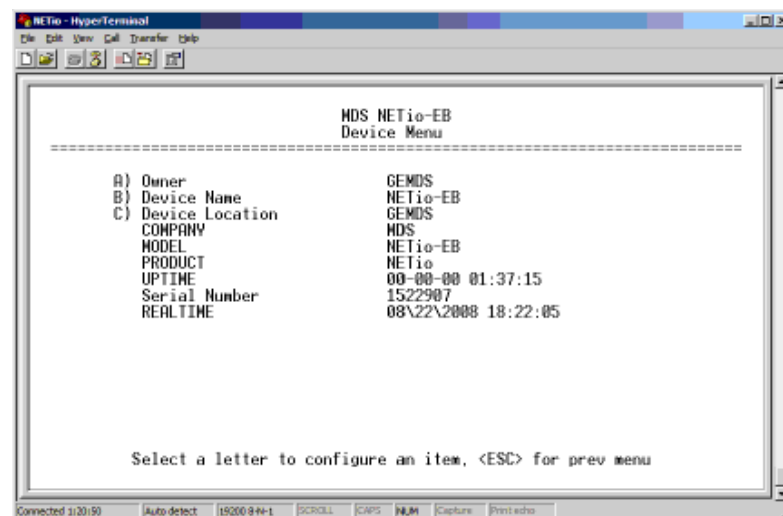 NETio - HyperTerminal
File Edit View Call Transfer Help
MDS NETio-EB
Device Menu
==========================================================================
A) Owner GEMDS
B) Device Name NETio-EB
C) Device Location GEMDS
COMPANY MDS
MODEL NETio-EB
PRODUCT NETio
UPTIME 00-00-00 01:37:15
Serial Number 1522907
REALTIME 08\22\2008 18:22:05
Select a letter to configure an item, <ESC> for prev menu
Connected 1:20:50 Auto detect 19200 8-N-1 SCROLL CAPS NUM Capture Print echo